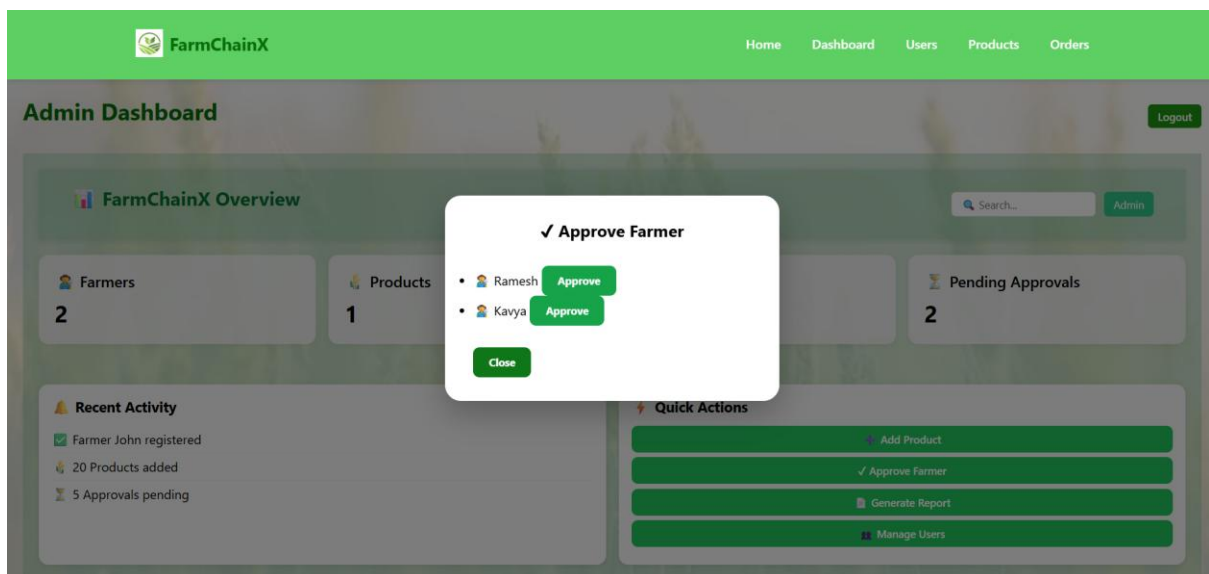 FarmChainX
Home Dashboard Users Products Orders
Admin Dashboard
Logout
FarmChainX Overview
Search...
Admin
✓ Approve Farmer
Ramesh Approve
Kavya Approve
Close
Farmers
2
Products
1
Pending Approvals
2
Recent Activity
Farmer John registered
20 Products added
5 Approvals pending
Quick Actions
Add Product
✓ Approve Farmer
Generate Report
Manage Users